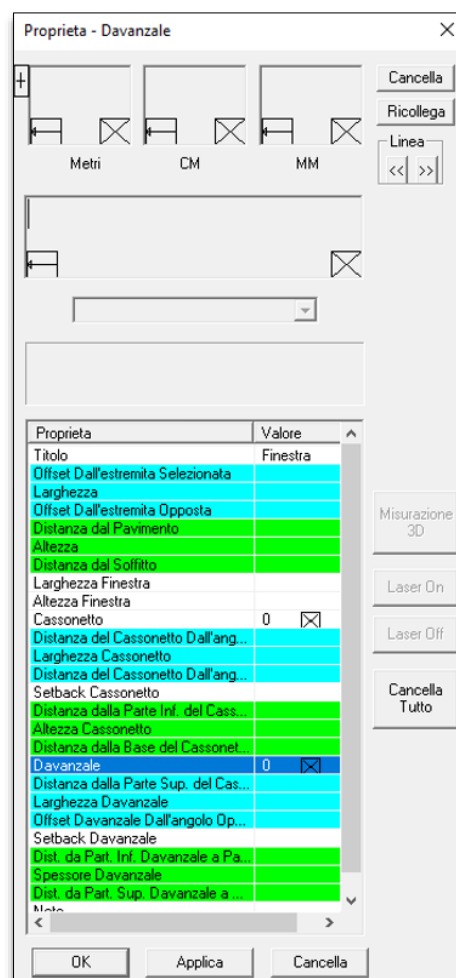 Proprieta - Davanzale
Cancella
Ricollega
Linea
<< >>
Metri CM MM
Proprieta Valore
Titolo Finestra
Offset Dall'estremita Selezionata
Larghezza
Offset Dall'estremita Opposta
Distanza dal Pavimento
Altezza
Distanza dal Soffitto
Larghezza Finestra
Altezza Finestra
Cassonetto 0
Distanza del Cassonetto Dall'ang...
Larghezza Cassonetto
Distanza del Cassonetto Dall'ang...
Setback Cassonetto
Distanza dalla Parte Inf. del Cass...
Altezza Cassonetto
Distanza dalla Base del Cassonet...
Davanzale 0
Distanza dalla Parte Sup. del Cas...
Larghezza Davanzale
Offset Davanzale Dall'angolo Op...
Setback Davanzale
Dist. da Part. Inf. Davanzale a Pa...
Spessore Davanzale
Dist. da Part. Sup. Davanzale a ...
Note
Misurazione
3D
Laser On
Laser Off
Cancella
Tutto
OK Applica Cancella